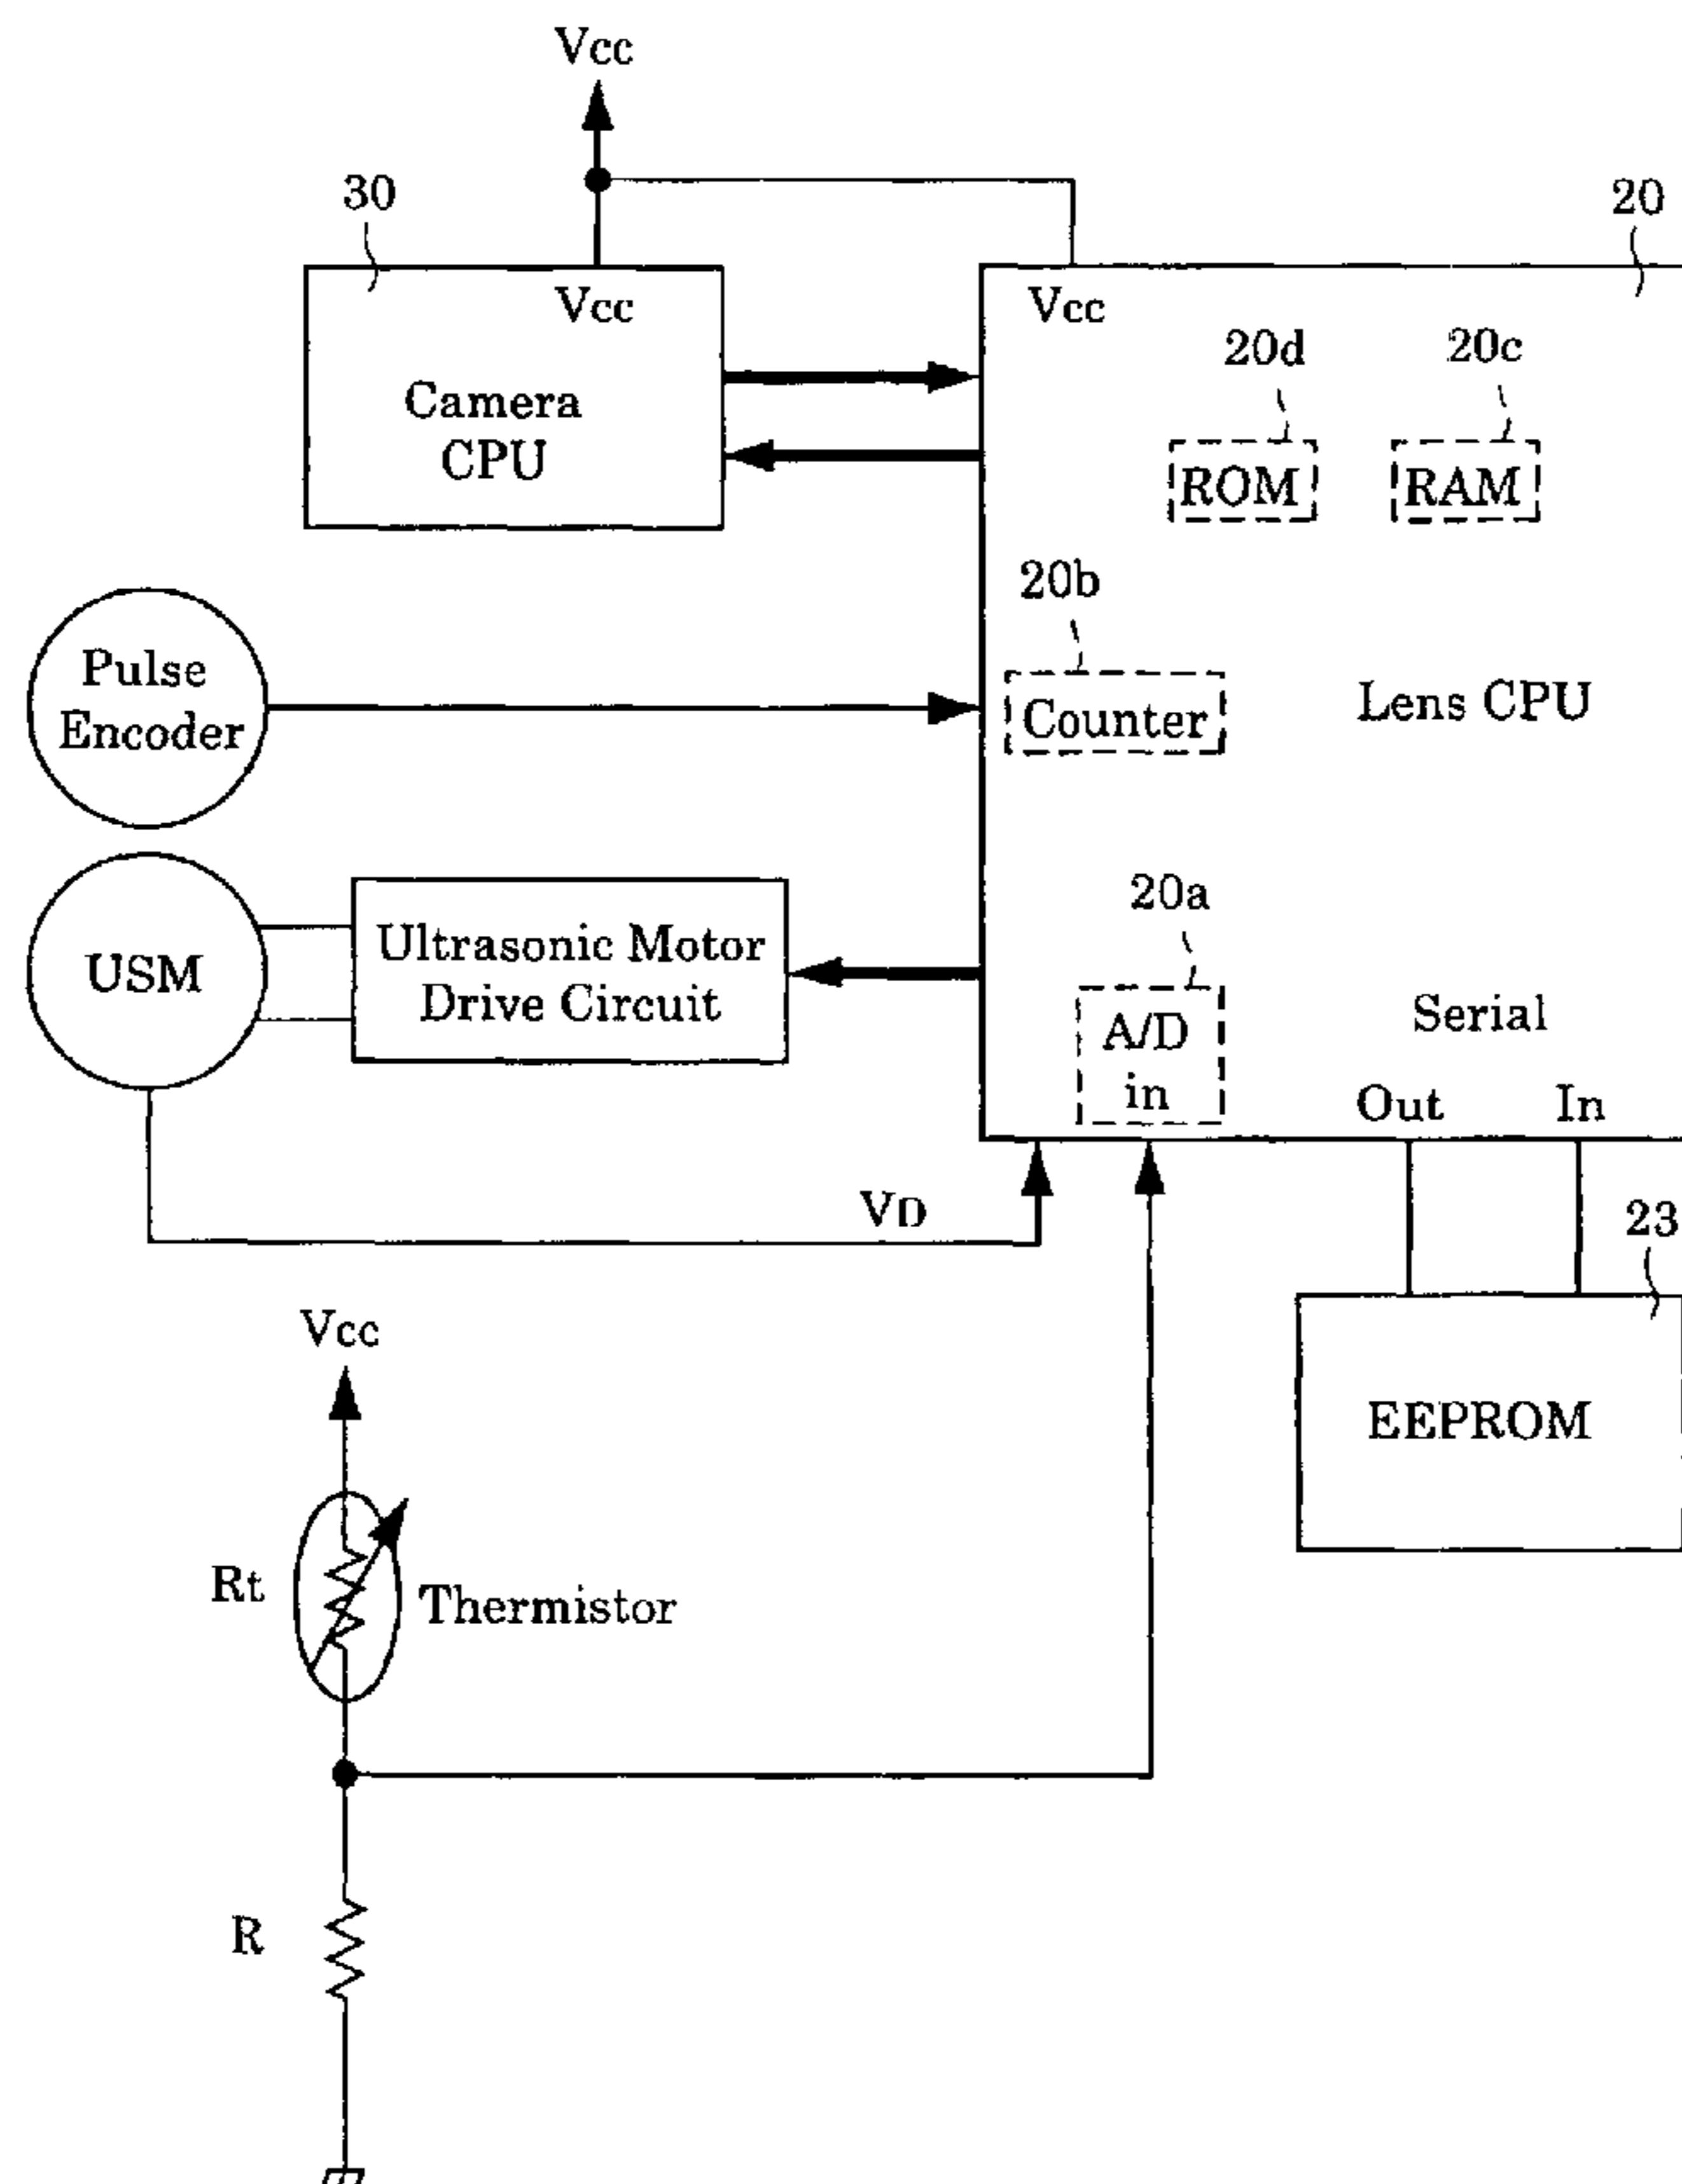 Vcc
30
20
Vcc
Vcc
20d
20c
Camera
CPU
ROM
RAM
20b
Pulse
Encoder
Counter
Lens CPU
20a
USM
Ultrasonic Motor
Drive Circuit
A/D
in
Serial
Out
In
VD
23
Vcc
EEPROM
Rt
Thermistor
R